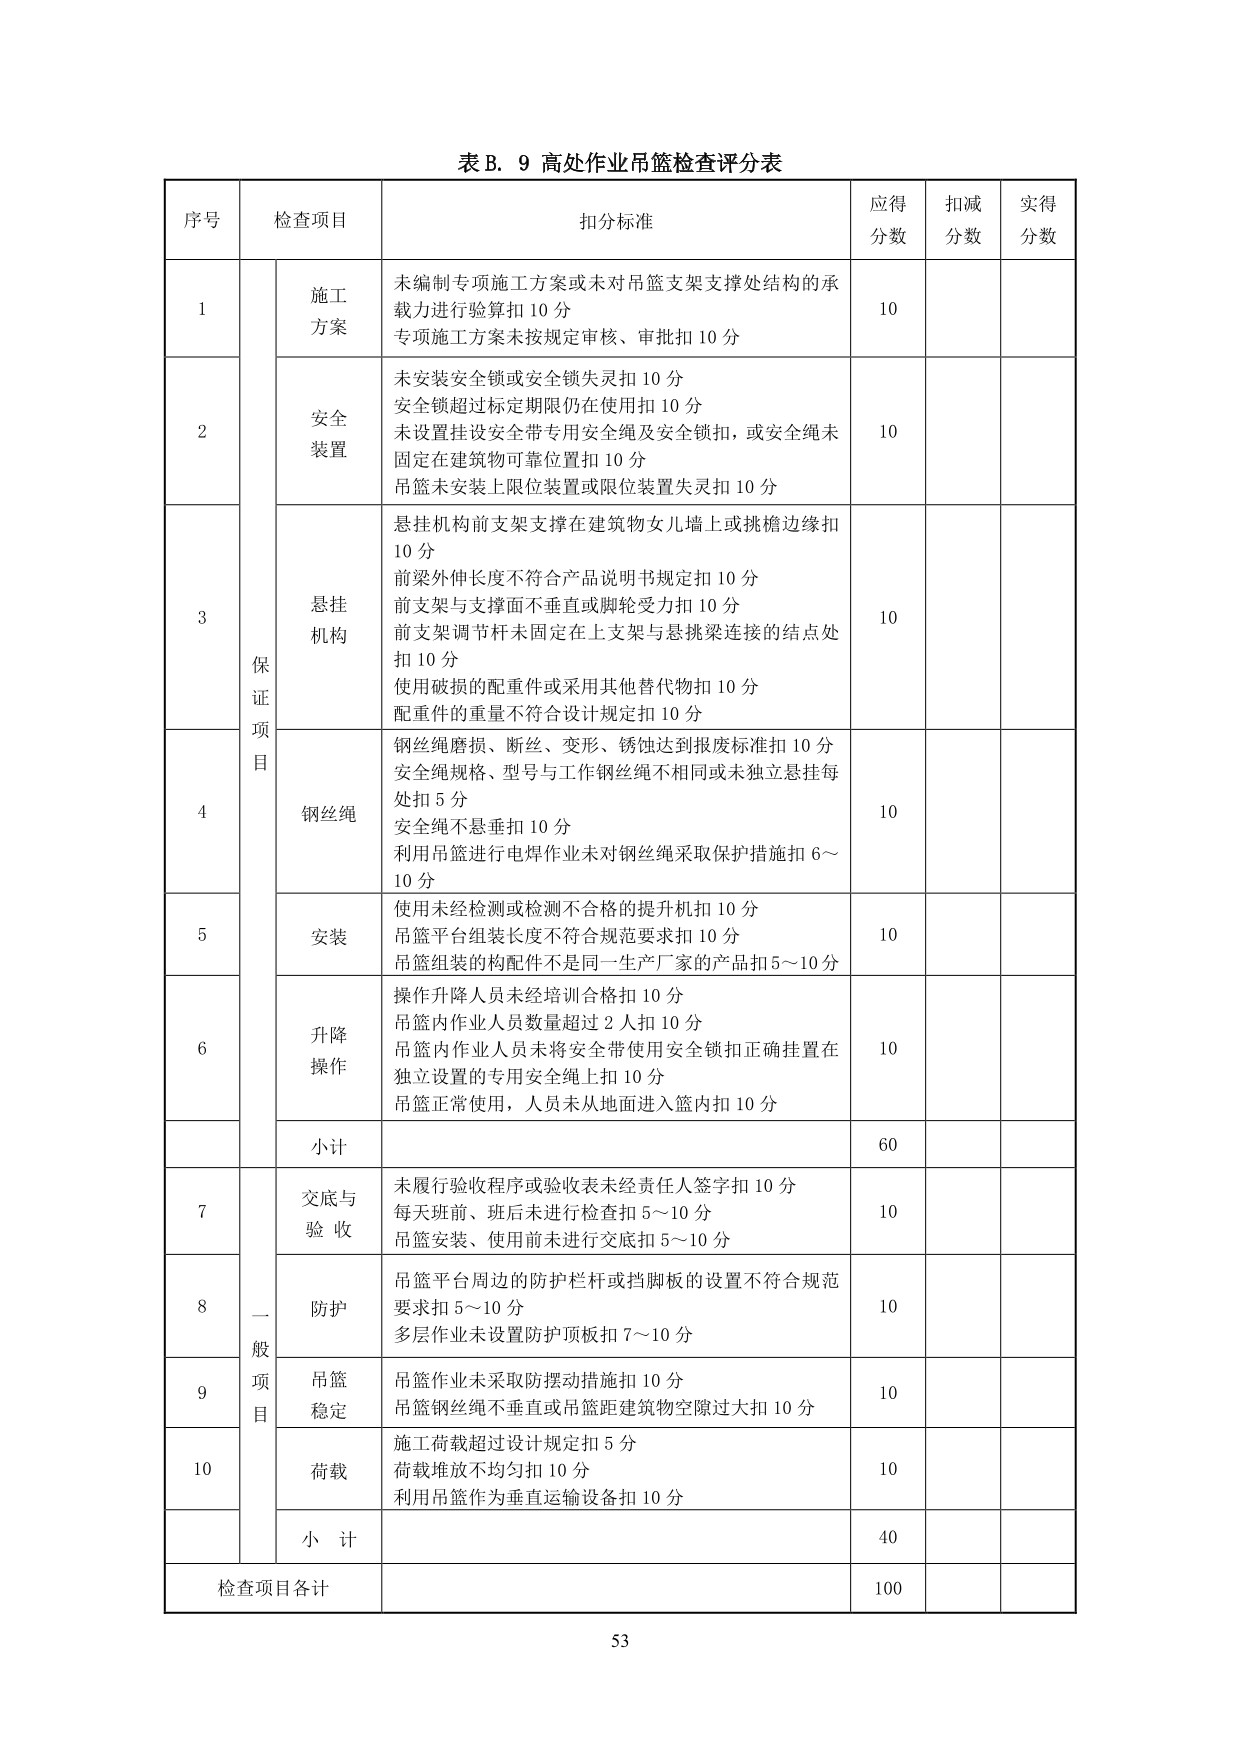 表 B. 9 高处作业吊篮检查评分表
序号
检查项目
扣分标准
应得
分数
扣减
分数
实得
分数
保
证
项
目
1
施工
方案
未编制专项施工方案或未对吊篮支架支撑处结构的承
载力进行验算扣 10 分
专项施工方案未按规定审核、审批扣 10 分
10
2
安全
装置
未安装安全锁或安全锁失灵扣 10 分
安全锁超过标定期限仍在使用扣 10 分
未设置挂设安全带专用安全绳及安全锁扣，或安全绳未
固定在建筑物可靠位置扣 10 分
吊篮未安装上限位装置或限位装置失灵扣 10 分
10
3
悬挂
机构
悬挂机构前支架支撑在建筑物女儿墙上或挑檐边缘扣
10 分
前梁外伸长度不符合产品说明书规定扣 10 分
前支架与支撑面不垂直或脚轮受力扣 10 分
前支架调节杆未固定在上支架与悬挑梁连接的结点处
扣 10 分
使用破损的配重件或采用其他替代物扣 10 分
配重件的重量不符合设计规定扣 10 分
10
4
钢丝绳
钢丝绳磨损、断丝、变形、锈蚀达到报废标准扣 10 分
安全绳规格、型号与工作钢丝绳不相同或未独立悬挂每
处扣 5 分
安全绳不悬垂扣 10 分
利用吊篮进行电焊作业未对钢丝绳采取保护措施扣 6～
10 分
10
5
安装
使用未经检测或检测不合格的提升机扣 10 分
吊篮平台组装长度不符合规范要求扣 10 分
吊篮组装的构配件不是同一生产厂家的产品扣 5～10 分
10
6
升降
操作
操作升降人员未经培训合格扣 10 分
吊篮内作业人员数量超过 2 人扣 10 分
吊篮内作业人员未将安全带使用安全锁扣正确挂置在
独立设置的专用安全绳上扣 10 分
吊篮正常使用，人员未从地面进入篮内扣 10 分
10
小计
60
一
般
项
目
7
交底与
验 收
未履行验收程序或验收表未经责任人签字扣 10 分
每天班前、班后未进行检查扣 5～10 分
吊篮安装、使用前未进行交底扣 5～10 分
10
8
防护
吊篮平台周边的防护栏杆或挡脚板的设置不符合规范
要求扣 5～10 分
多层作业未设置防护顶板扣 7～10 分
10
9
吊篮
稳定
吊篮作业未采取防摆动措施扣 10 分
吊篮钢丝绳不垂直或吊篮距建筑物空隙过大扣 10 分
10
10
荷载
施工荷载超过设计规定扣 5 分
荷载堆放不均匀扣 10 分
利用吊篮作为垂直运输设备扣 10 分
10
小 计
40
检查项目各计
100
53